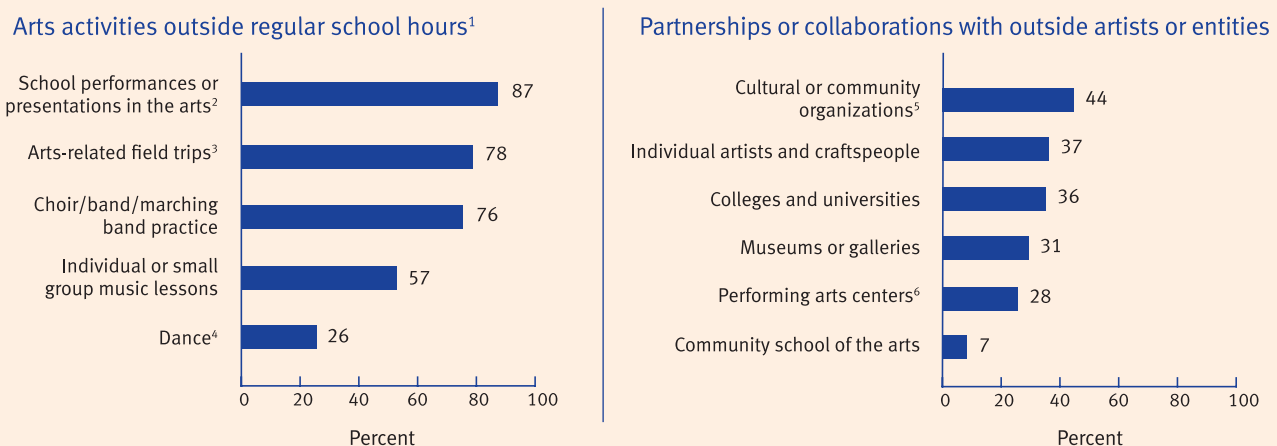 Arts activities outside regular school hours¹
School performances or
presentations in the arts²
87
Arts-related field trips³
78
Choir/band/marching
band practice
76
Individual or small
group music lessons
57
Dance⁴
26
0 20 40 60 80 100
Percent
Partnerships or collaborations with outside artists or entities
Cultural or community
organizations⁵
44
Individual artists and craftspeople
37
Colleges and universities
36
Museums or galleries
31
Performing arts centers⁶
28
Community school of the arts
7
0 20 40 60 80 100
Percent